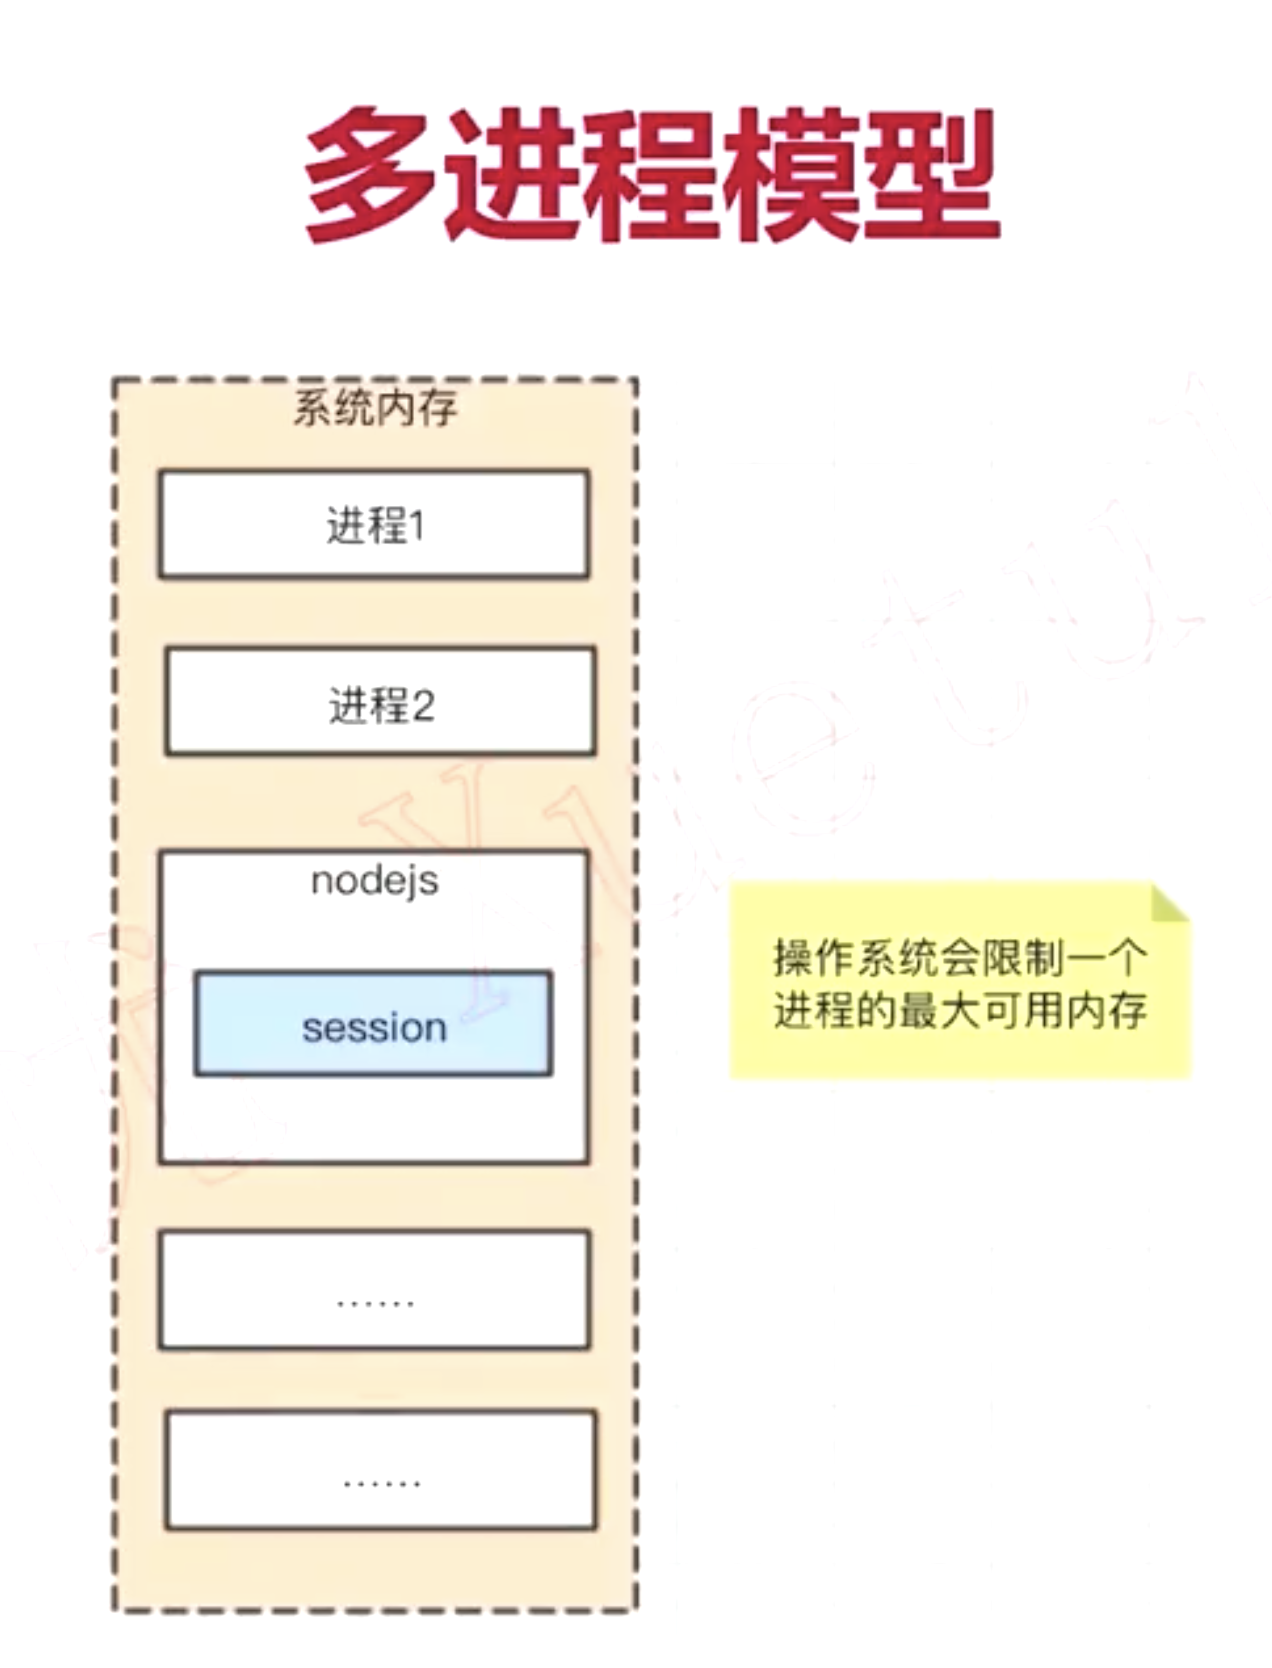 多进程模型
系统内存
进程1
进程2
nodejs
session
操作系统会限制一个
进程的最大可用内存
······
······